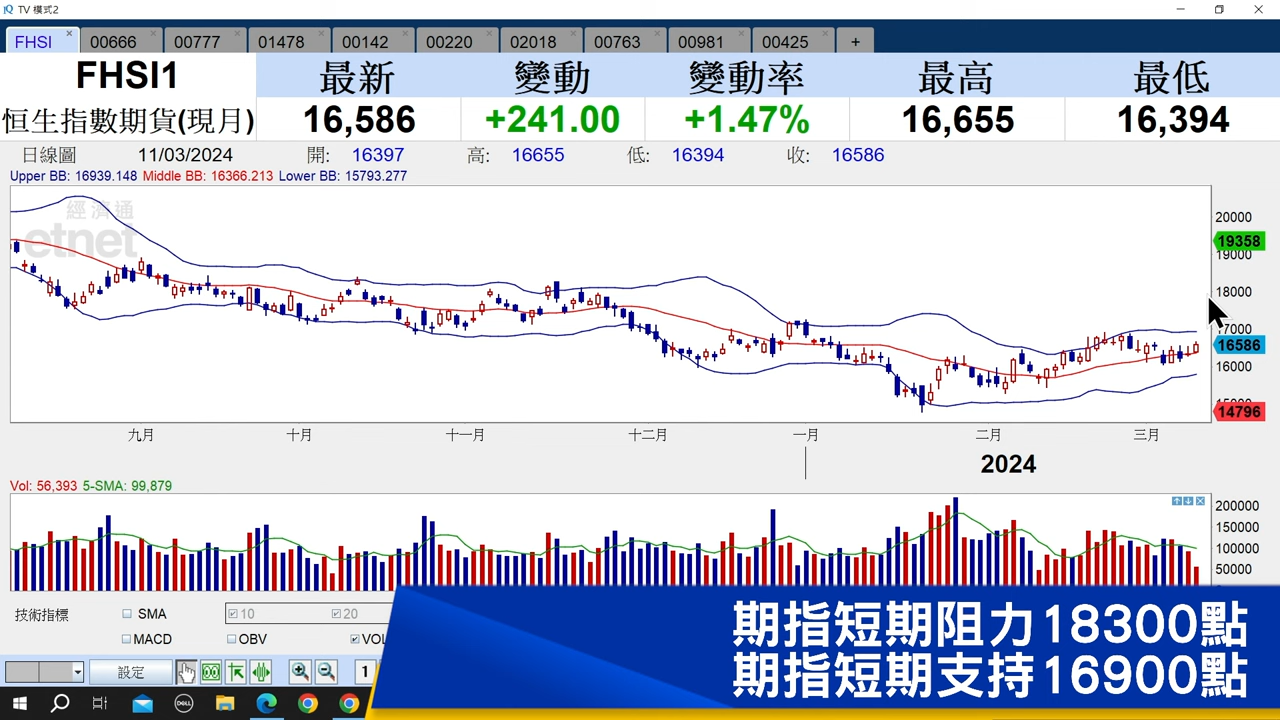 TV 模式2
FHSI 00666 00777 01478 00142 00220 02018 00763 00981 00425 +
FHSI1 最新 變動 變動率 最高 最低
恒生指數期貨(現月) 16,586 +241.00 +1.47% 16,655 16,394
日線圖 11/03/2024 開: 16397 高: 16655 低: 16394 收: 16586
Upper BB: 16939.148 Middle BB: 16366.213 Lower BB: 15793.277
經濟通
etnet
20000
19358
19000
18000
17000
16586
16000
14796
九月 十月 十一月 十二月 一月 二月 三月
2024
Vol: 56,393 5-SMA: 99,879
200000
150000
100000
50000
技術指標 SMA 10 20
MACD OBV VOL
期指短期阻力18300點
期指短期支持16900點
設定 1
DELL